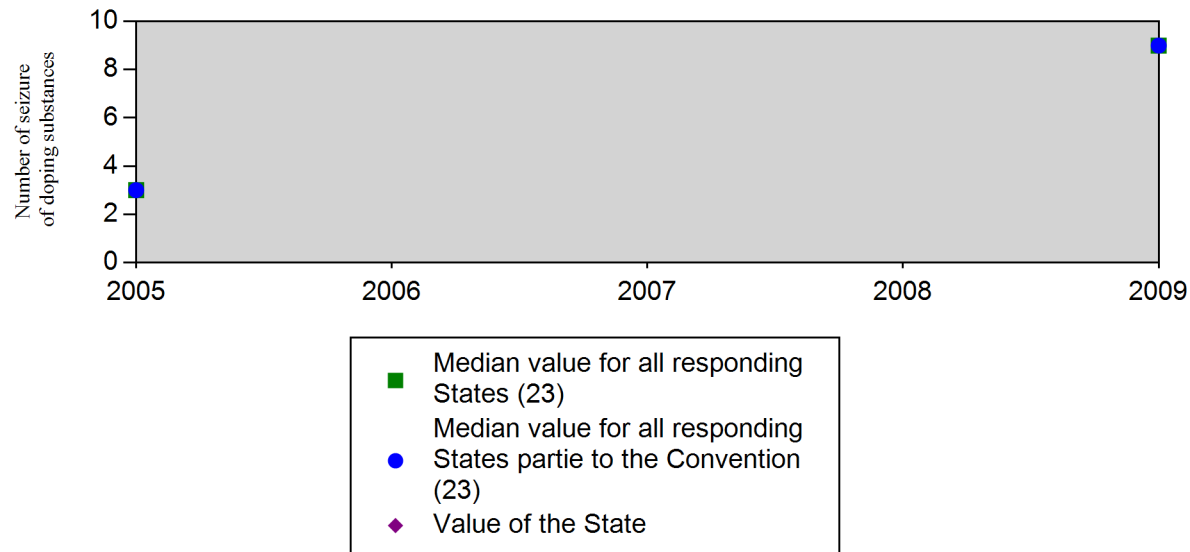 Number of seizure
of doping substances
10
8
6
4
2
0
2005
2006
2007
2008
2009
Median value for all responding
States (23)
Median value for all responding
States partie to the Convention
(23)
Value of the State